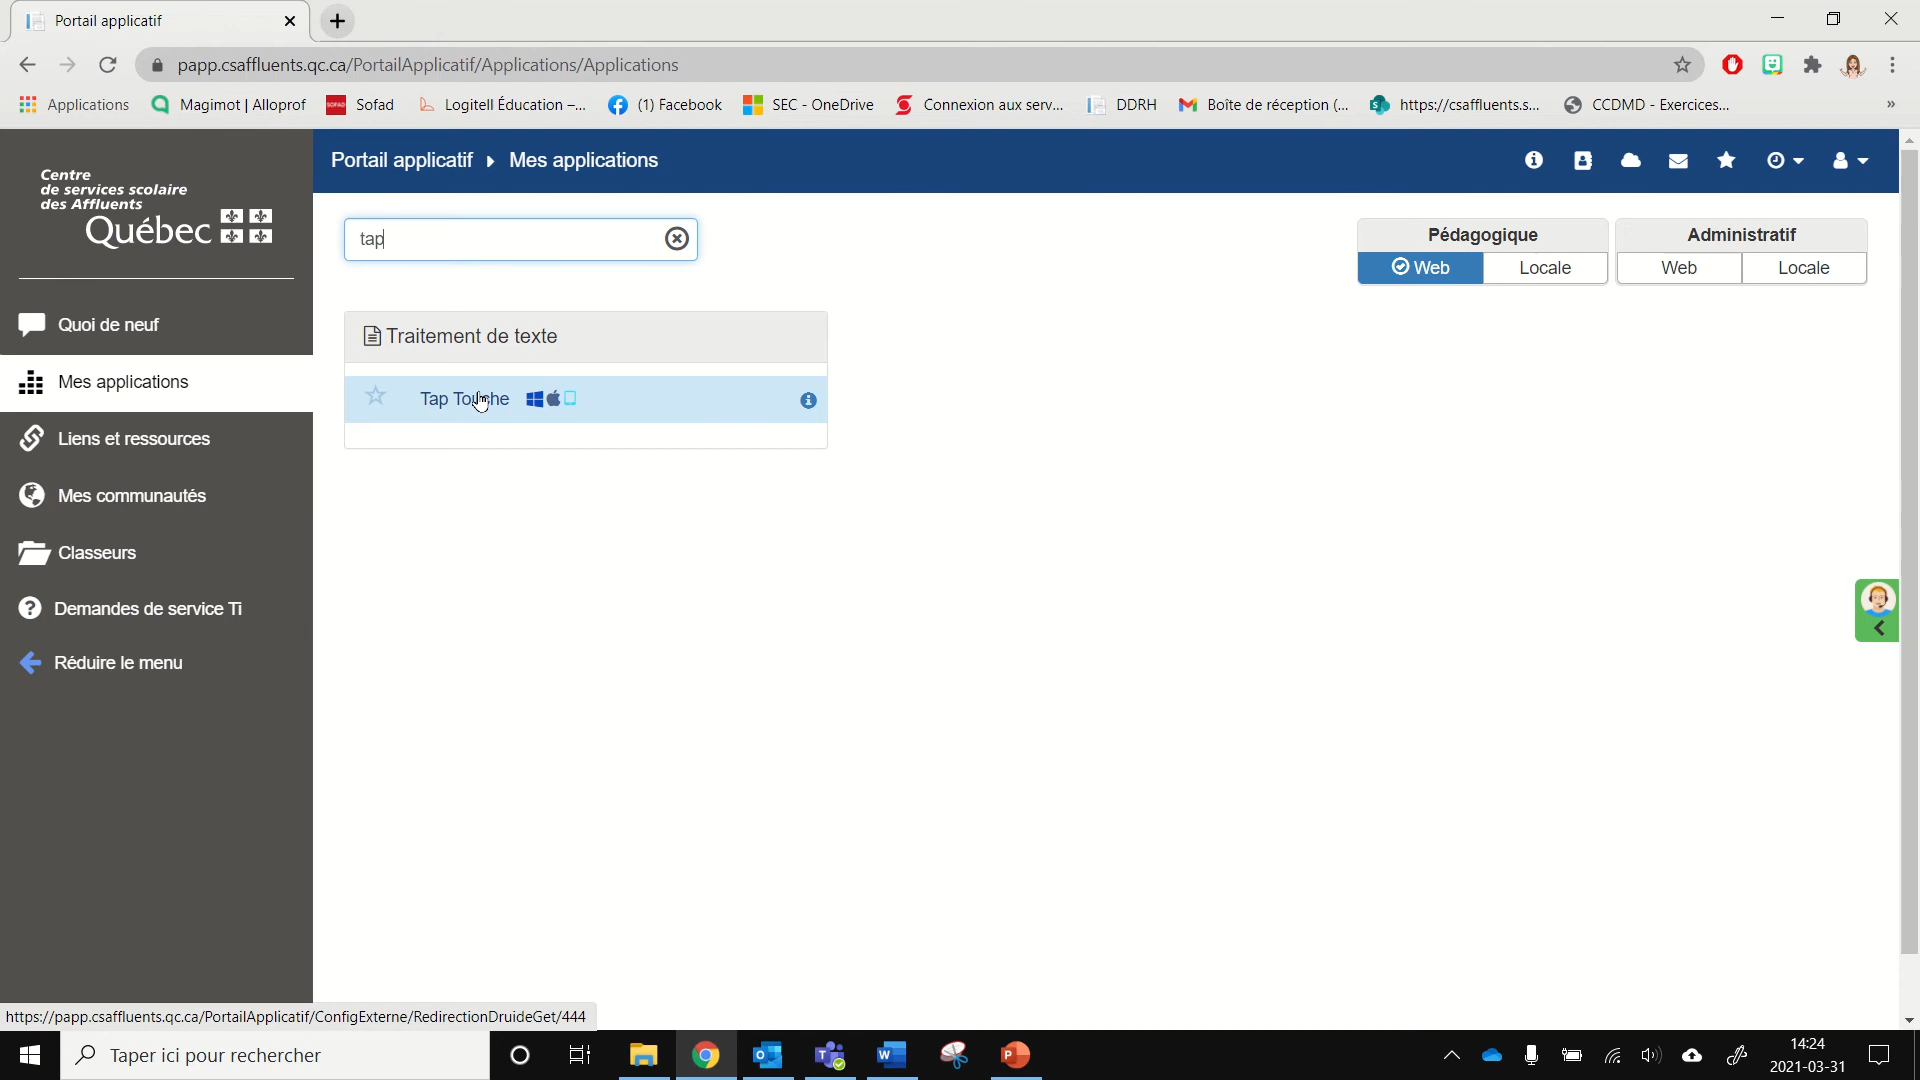 Portail applicatif
papp.csaffluents.qc.ca/PortailApplicatif/Applications/Applications
Applications
Magimot | Alloprof
SOFAD Sofad
Logitell Éducation –...
(1) Facebook
SEC - OneDrive
Connexion aux serv...
DDRH
Boîte de réception (...
https://csaffluents.s...
CCDMD - Exercices...
»
Centre
de services scolaire
des Affluents
Québec
Portail applicatif
Mes applications
tap
Pédagogique
Administratif
Web
Locale
Web
Locale
Quoi de neuf
Mes applications
Liens et ressources
Mes communautés
Classeurs
Demandes de service Ti
Réduire le menu
Traitement de texte
Tap Touche
https://papp.csaffluents.qc.ca/PortailApplicatif/ConfigExterne/RedirectionDruideGet/444
Taper ici pour rechercher
14:24
2021-03-31